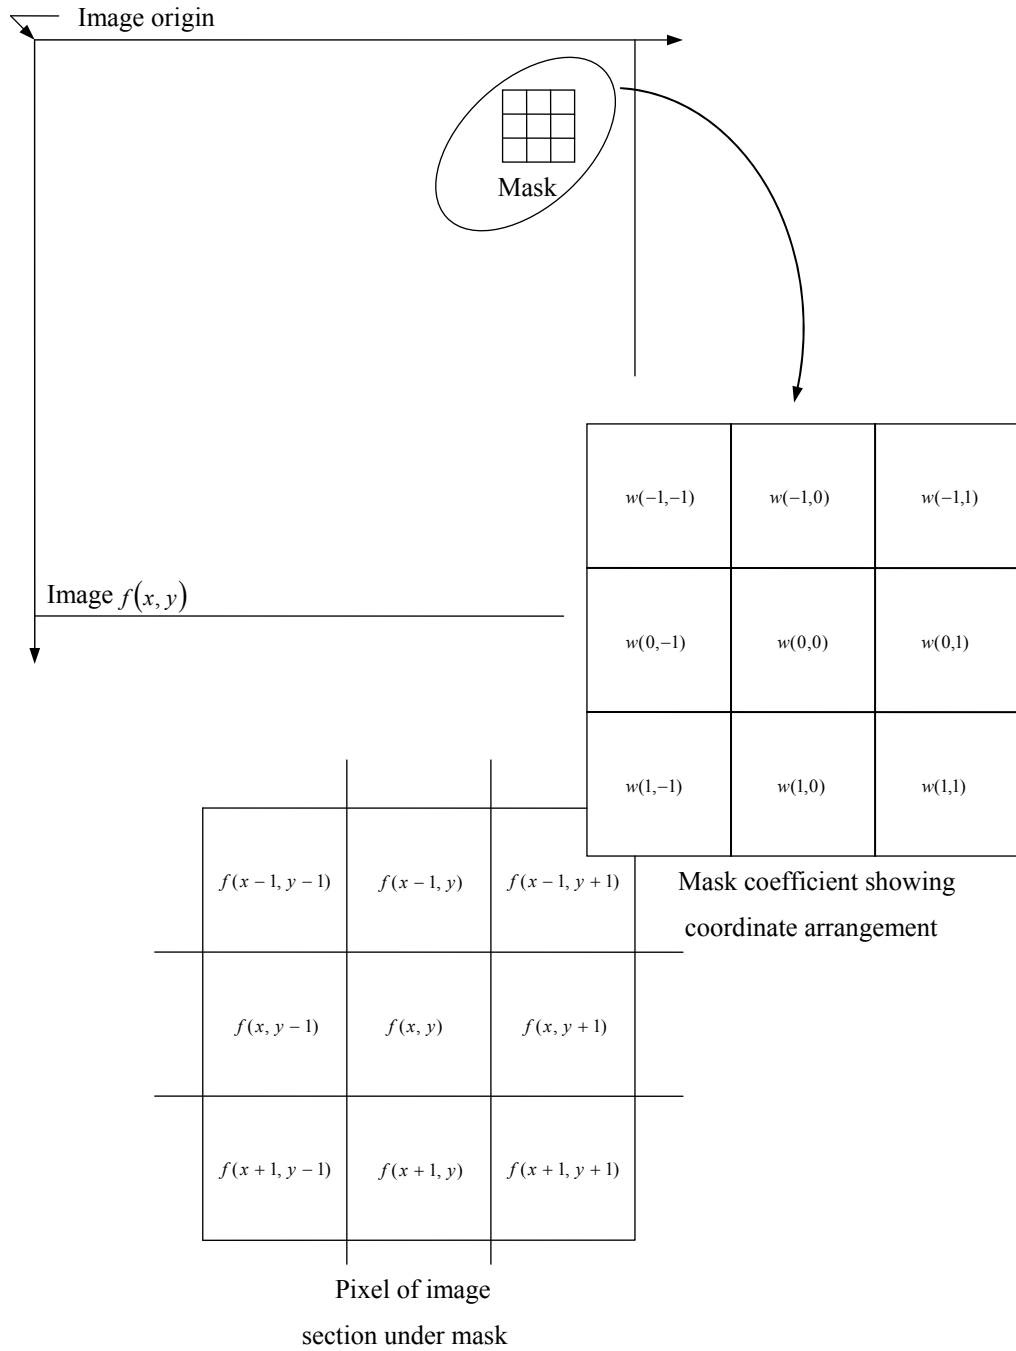 Image origin
Mask
w(−1,−1) w(−1,0) w(−1,1)
Image f(x, y)
w(0,−1) w(0,0) w(0,1)
w(1,−1) w(1,0) w(1,1)
f(x − 1, y − 1) f(x − 1, y) f(x − 1, y + 1)
Mask coefficient showing
coordinate arrangement
f(x, y − 1) f(x, y) f(x, y + 1)
f(x + 1, y − 1) f(x + 1, y) f(x + 1, y + 1)
Pixel of image
section under mask